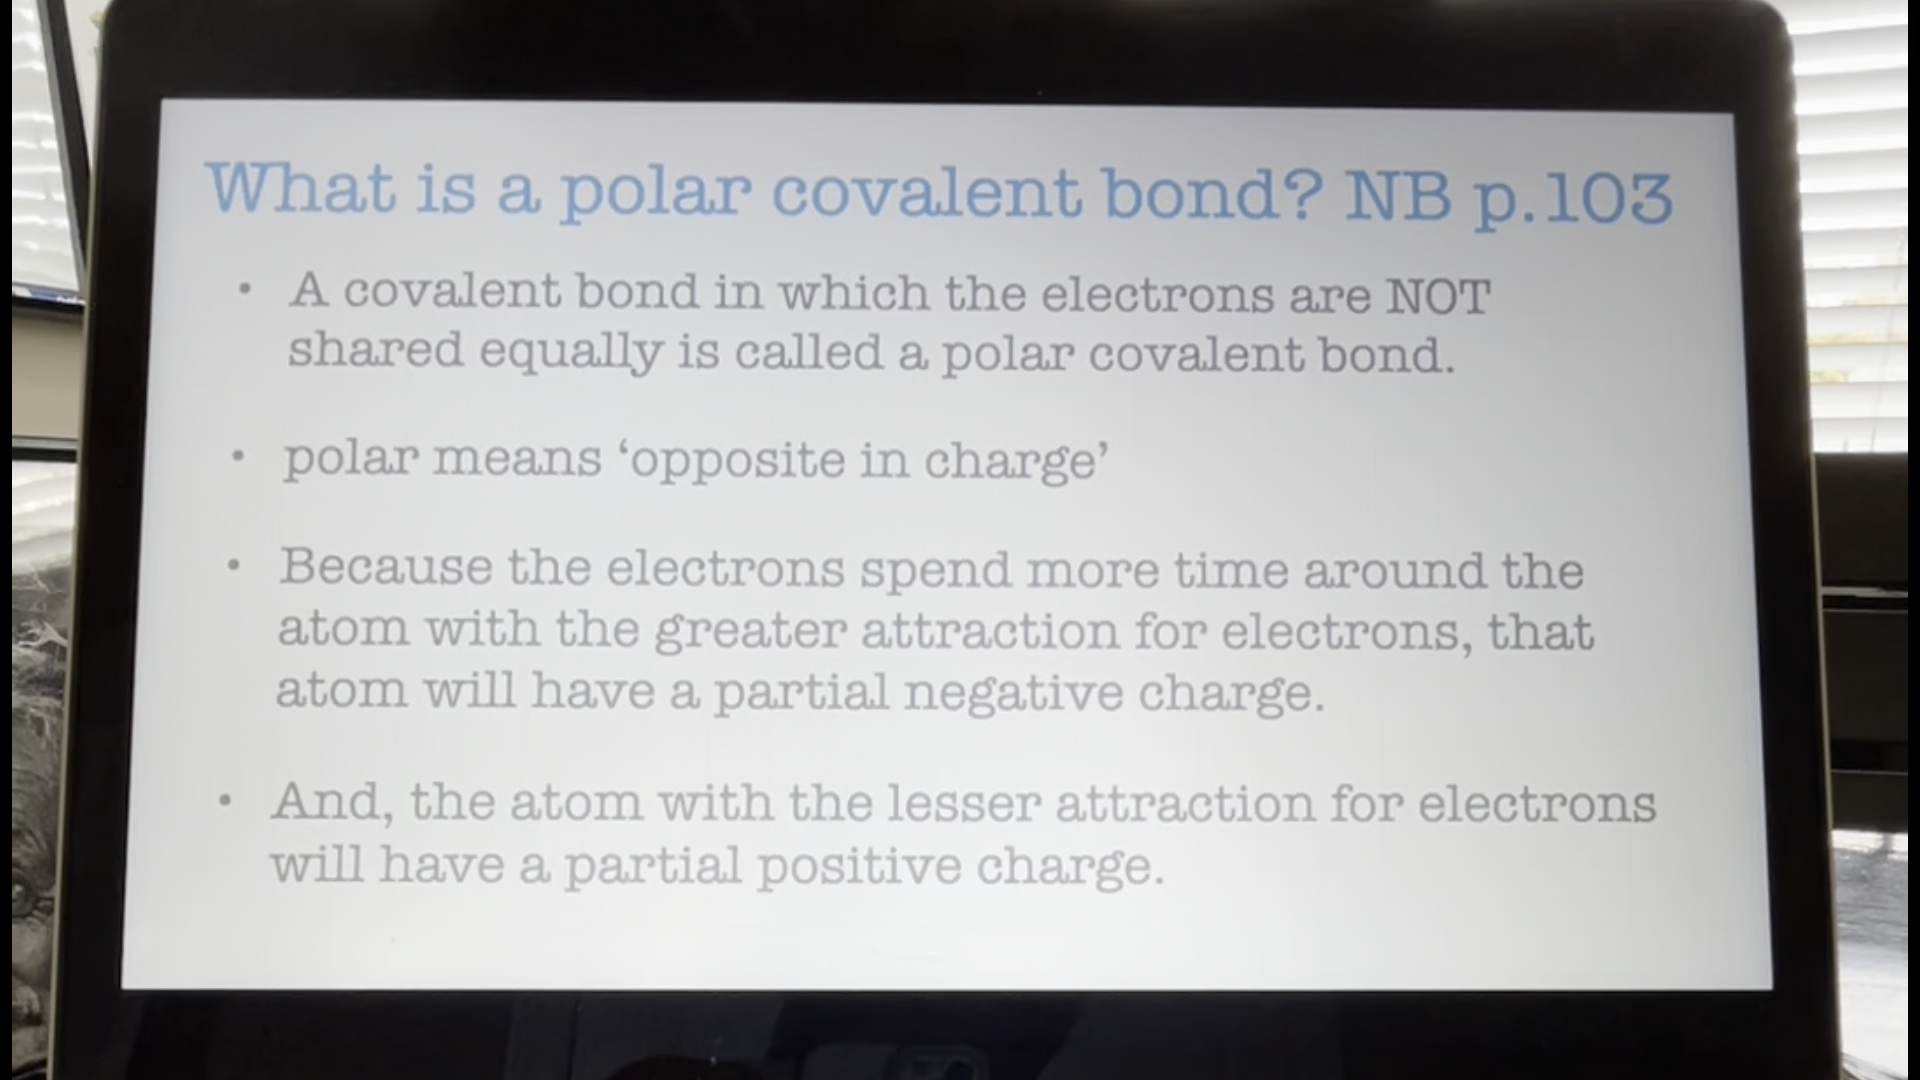 What is a polar covalent bond? NB p.103
• A covalent bond in which the electrons are NOT
shared equally is called a polar covalent bond.
• polar means ‘opposite in charge’
• Because the electrons spend more time around the
atom with the greater attraction for electrons, that
atom will have a partial negative charge.
• And, the atom with the lesser attraction for electrons
will have a partial positive charge.